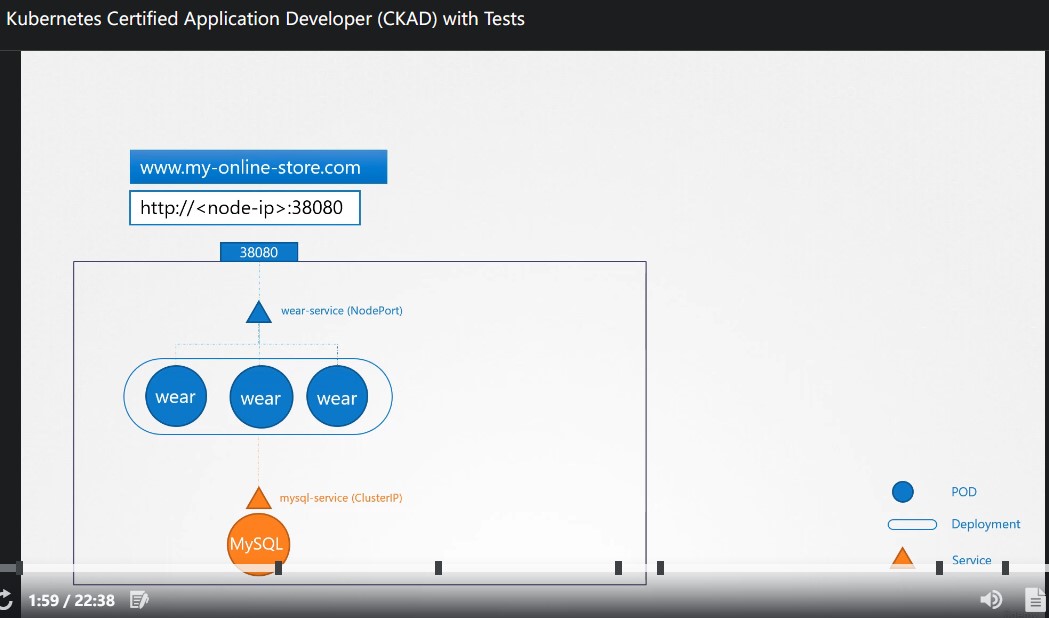 Kubernetes Certified Application Developer (CKAD) with Tests
www.my-online-store.com
http://<node-ip>:38080
38080
wear-service (NodePort)
wear wear wear
mysql-service (ClusterIP)
MySQL
POD
Deployment
Service
1:59 / 22:38